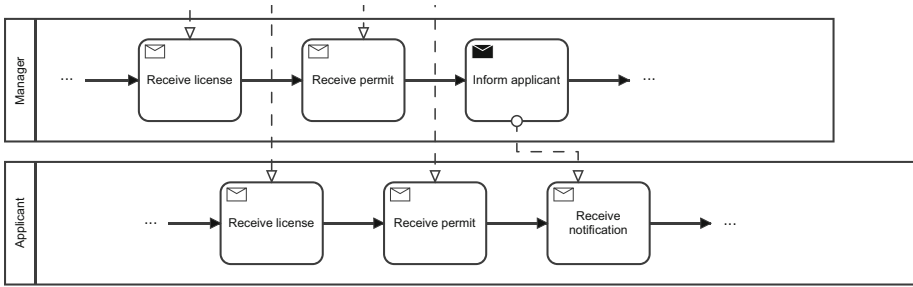 Manager
...
Receive license
Receive permit
Inform applicant
...
Applicant
...
Receive license
Receive permit
Receive
notification
...